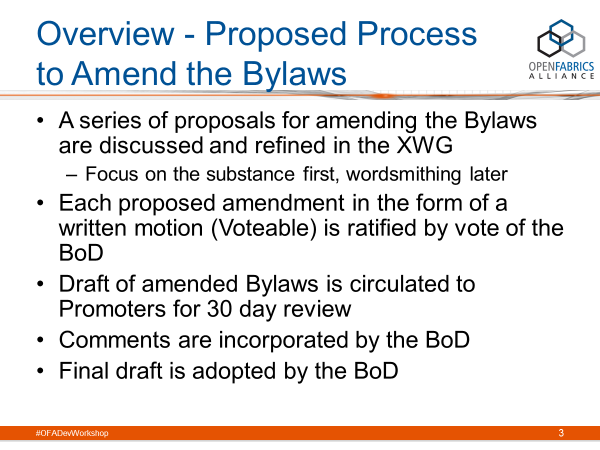 Overview - Proposed Process
to Amend the Bylaws
OPENFABRICS
ALLIANCE
• A series of proposals for amending the Bylaws
are discussed and refined in the XWG
– Focus on the substance first, wordsmithing later
• Each proposed amendment in the form of a
written motion (Voteable) is ratified by vote of the
BoD
• Draft of amended Bylaws is circulated to
Promoters for 30 day review
• Comments are incorporated by the BoD
• Final draft is adopted by the BoD
#OFADevWorkshop
3